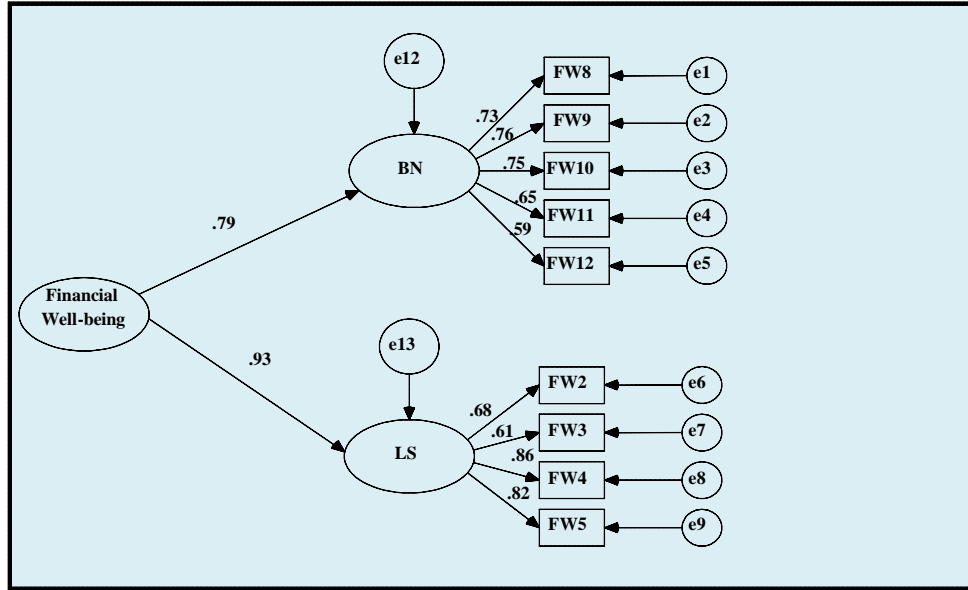 e12
FW8
e1
.73
FW9
e2
.76
BN
.75
FW10
e3
.65
FW11
e4
.79
.59
FW12
e5
Financial
Well-being
e13
.93
FW2
e6
.68
.61
FW3
e7
LS
.86
FW4
e8
.82
FW5
e9